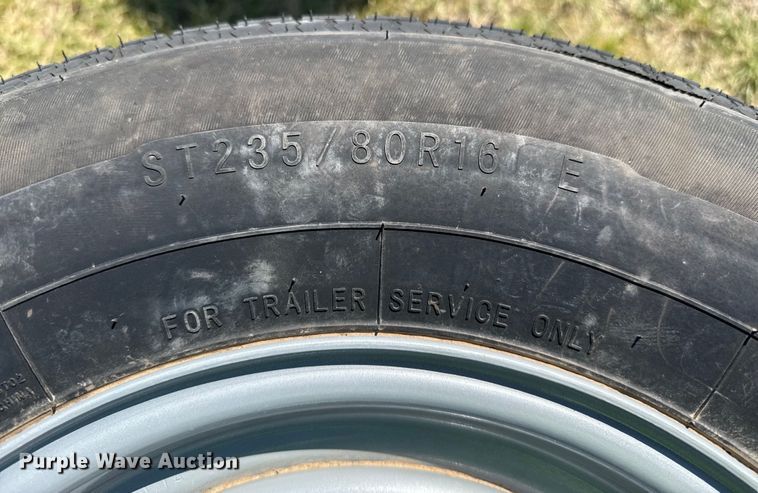 ST235/80R16 E
FOR TRAILER SERVICE ONLY
Purple Wave Auction